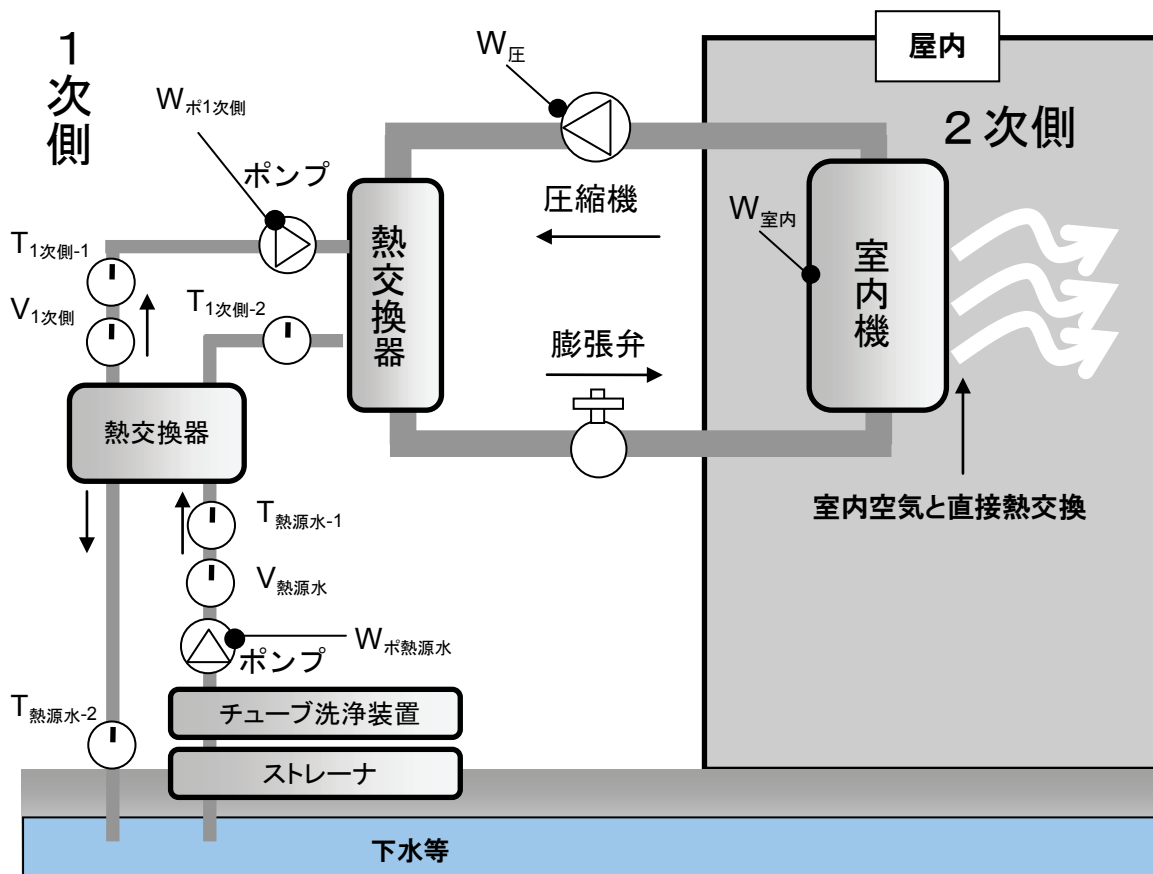 1次側
W圧
屋内
Wポ1次側
2次側
ポンプ
圧縮機
W室内
T1次側-1
熱交換器
室内機
V1次側
T1次側-2
膨張弁
熱交換器
T熱源水-1
室内空気と直接熱交換
V熱源水
Wポ熱源水
ポンプ
T熱源水-2
チューブ洗浄装置
ストレーナ
下水等